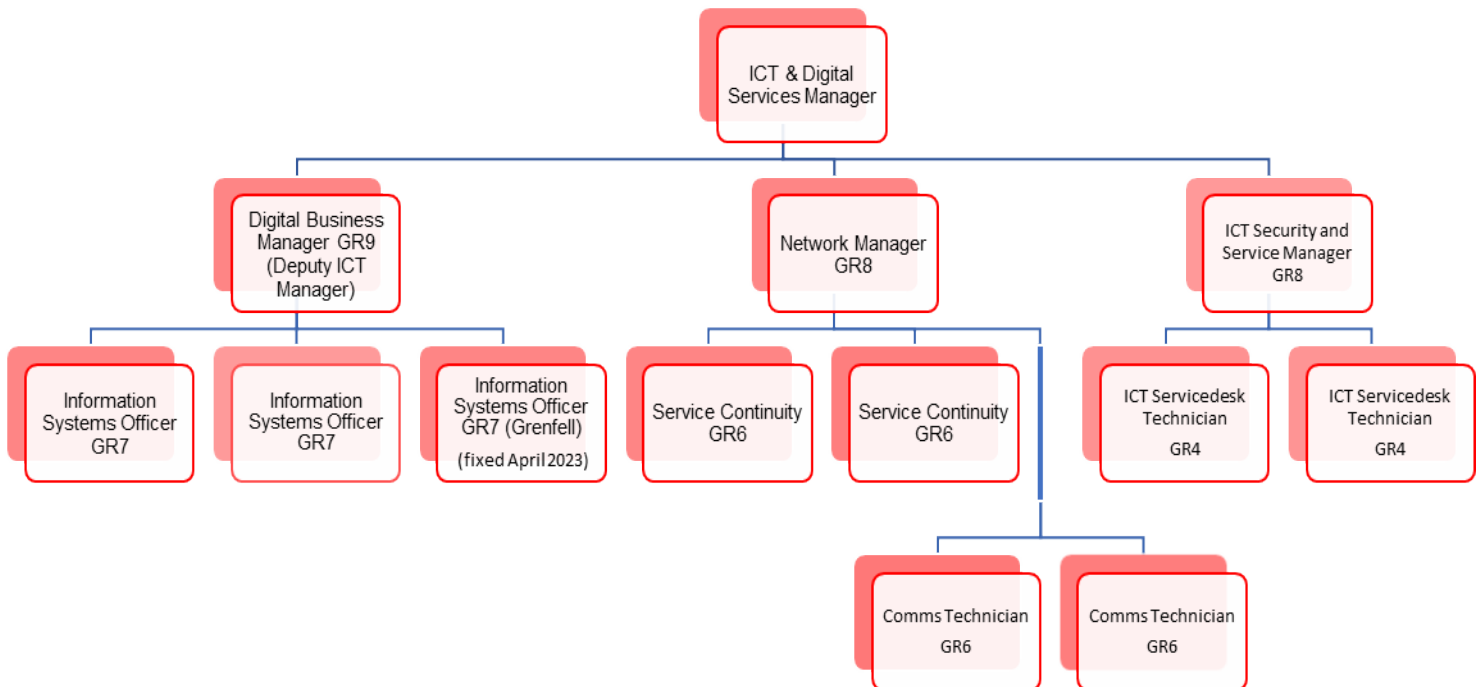 ICT & Digital
Services Manager
Digital Business
Manager GR9
(Deputy ICT
Manager)
Network Manager
GR8
ICT Security and
Service Manager
GR8
Information
Systems Officer
GR7
Information
Systems Officer
GR7
Information
Systems Officer
GR7 (Grenfell)
(fixed April 2023)
Service Continuity
GR6
Service Continuity
GR6
ICT Servicedesk
Technician
GR4
ICT Servicedesk
Technician
GR4
Comms Technician
GR6
Comms Technician
GR6